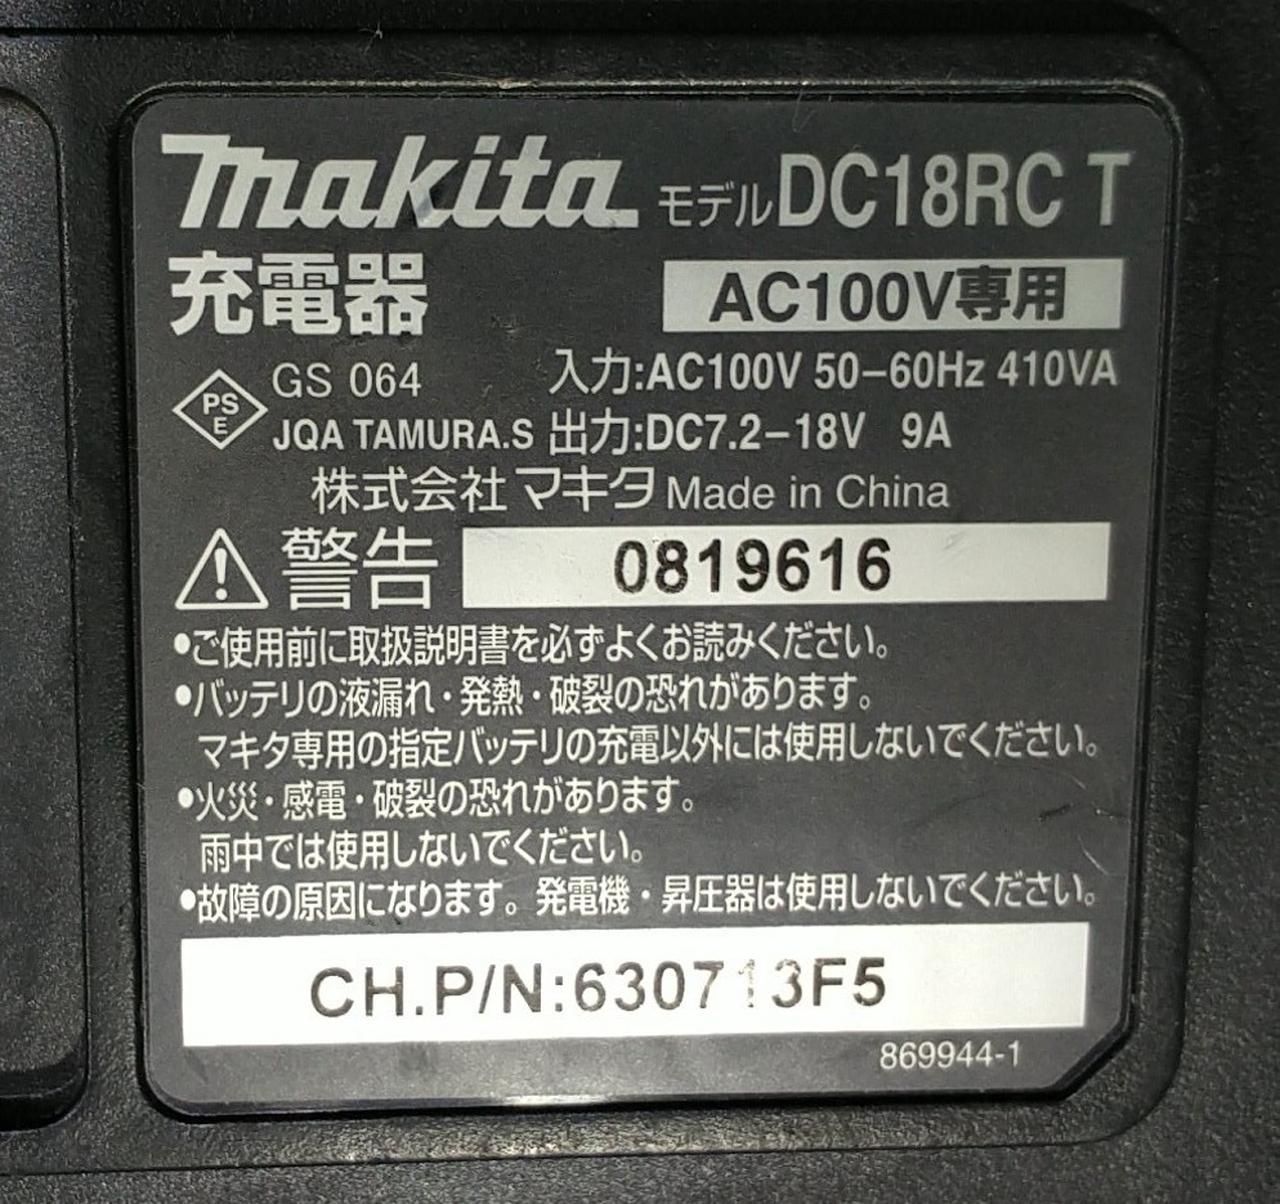 makita モデル DC18RC T
充電器 AC100V専用
PS E GS 064 入力:AC100V 50-60Hz 410VA
JQA TAMURA.S 出力:DC7.2-18V 9A
株式会社 マキタ Made in China
警告 0819616
•ご使用前に取扱説明書を必ずよくお読みください。
•バッテリの液漏れ・発熱・破裂の恐れがあります。
マキタ専用の指定バッテリの充電以外には使用しないでください。
•火災・感電・破裂の恐れがあります。
雨中では使用しないでください。
•故障の原因になります。発電機・昇圧器は使用しないでください。
CH.P/N:630713F5
869944-1